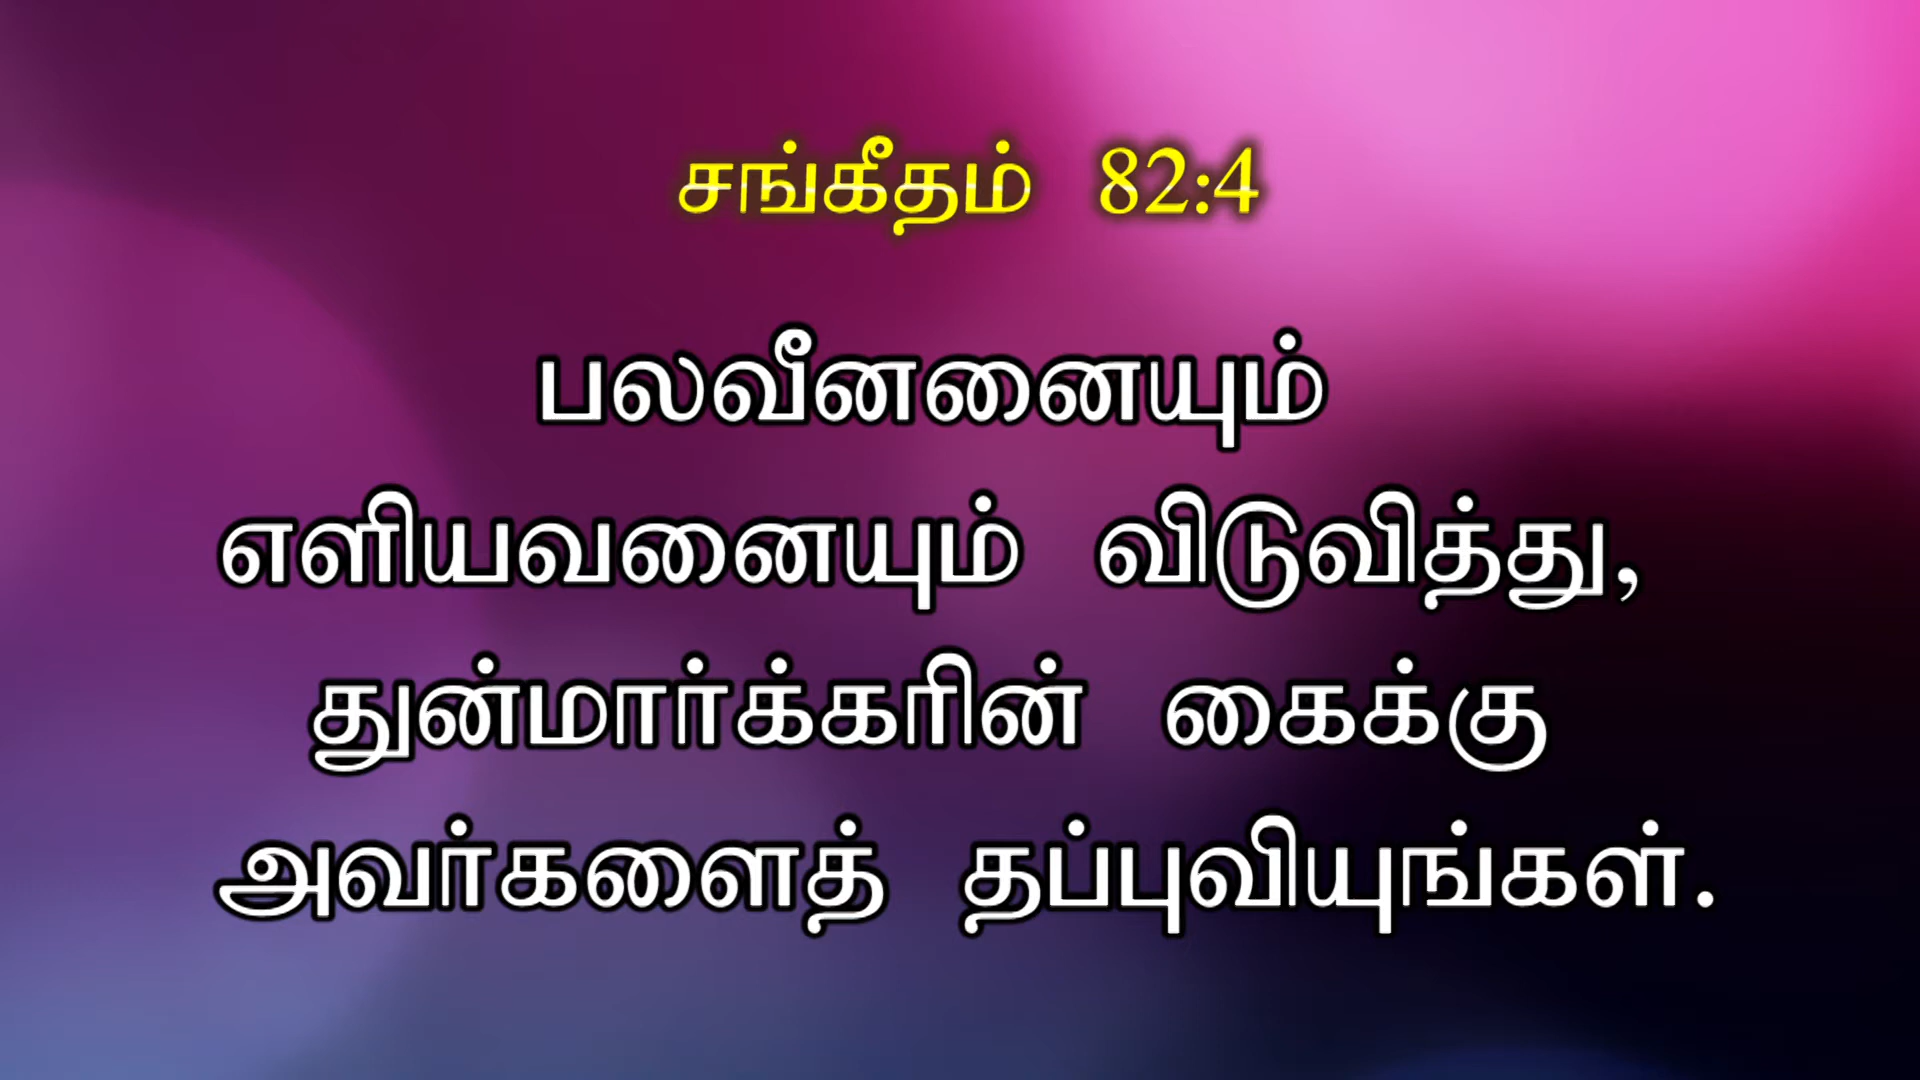 சங்கீதம் 82:4
பலவீனனையும்
எளியவனையும் விடுவித்து,
துன்மார்க்கரின் கைக்கு
அவர்களைத் தப்புவியுங்கள்.